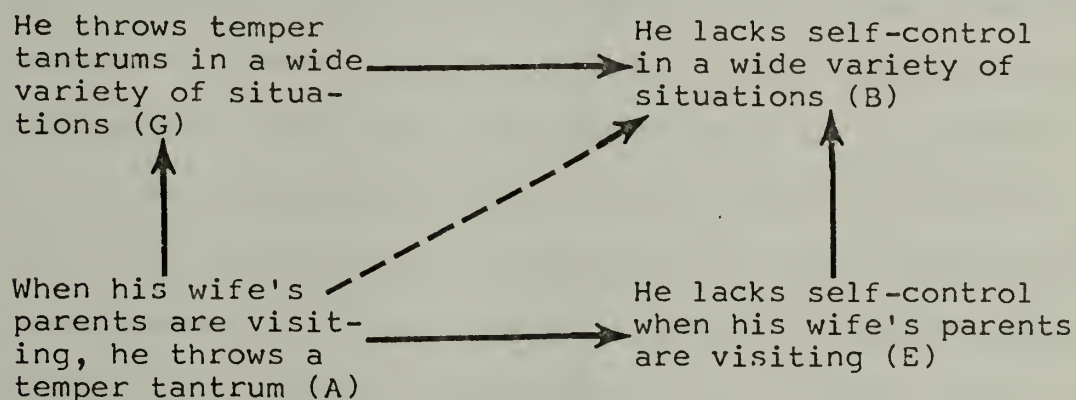 He throws temper
tantrums in a wide
variety of situa-
tions (G)
He lacks self-control
in a wide variety of
situations (B)
When his wife's
parents are visit-
ing, he throws a
temper tantrum (A)
He lacks self-control
when his wife's parents
are visiting (E)